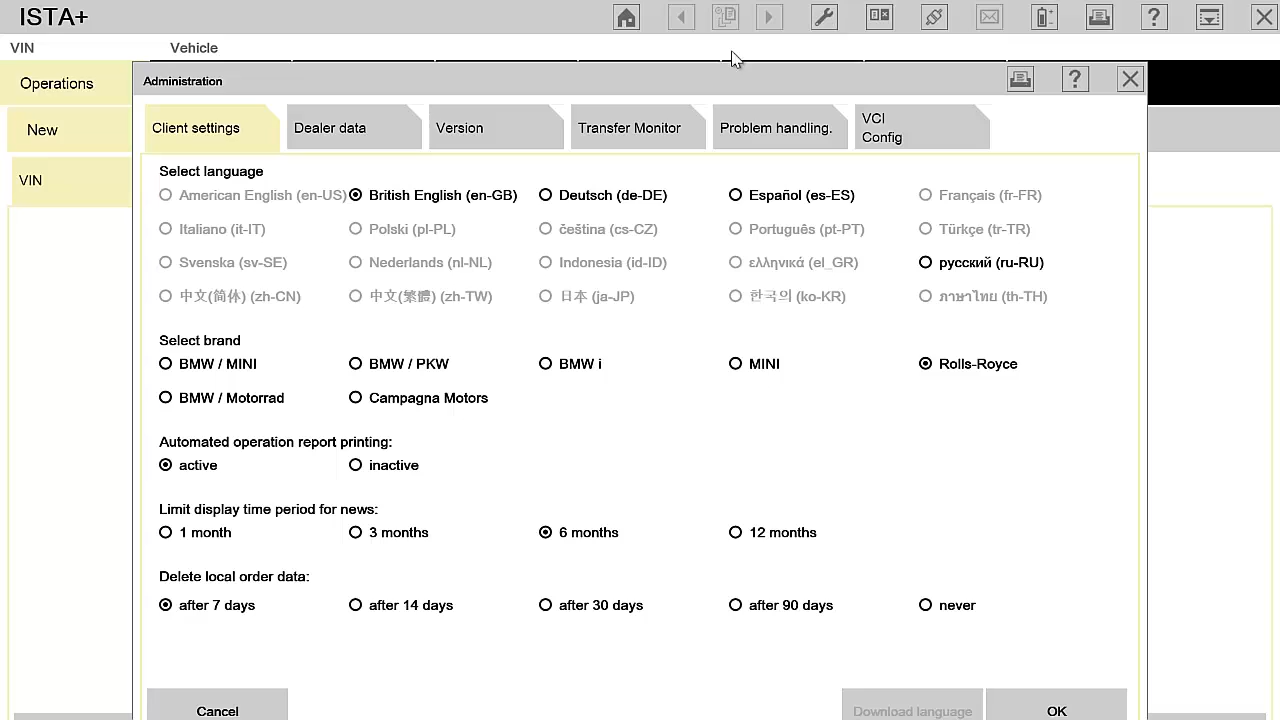 ISTA+
VIN Vehicle
Operations
New
VIN
Administration
Client settings Dealer data Version Transfer Monitor Problem handling. VCI Config
Select language
American English (en-US) British English (en-GB) Deutsch (de-DE) Español (es-ES) Français (fr-FR)
Italiano (it-IT) Polski (pl-PL) čeština (cs-CZ) Português (pt-PT) Türkçe (tr-TR)
Svenska (sv-SE) Nederlands (nl-NL) Indonesia (id-ID) ελληνικά (el_GR) русский (ru-RU)
中文(简体) (zh-CN) 中文(繁體) (zh-TW) 日本 (ja-JP) 한국의 (ko-KR) ภาษาไทย (th-TH)
Select brand
BMW / MINI BMW / PKW BMW i MINI Rolls-Royce
BMW / Motorrad Campagna Motors
Automated operation report printing:
active inactive
Limit display time period for news:
1 month 3 months 6 months 12 months
Delete local order data:
after 7 days after 14 days after 30 days after 90 days never
Cancel Download language OK